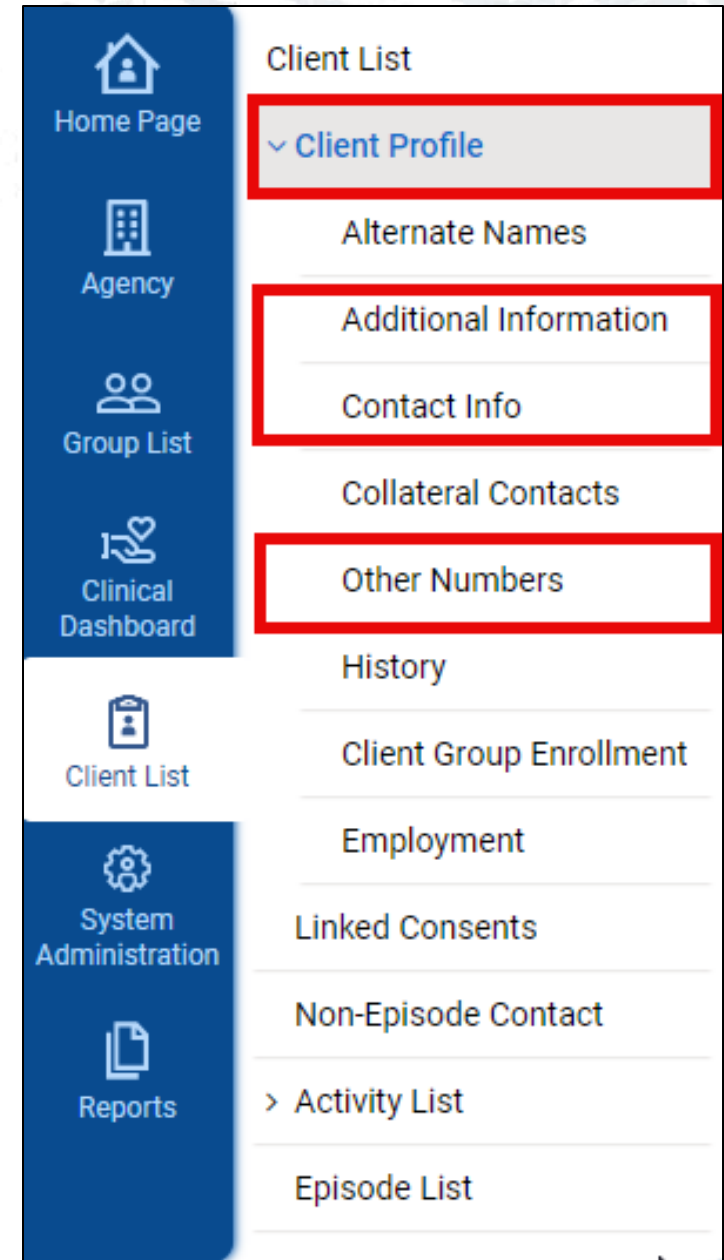 Home Page
Agency
Group List
Clinical
Dashboard
Client List
System
Administration
Reports
Client List
Client Profile
Alternate Names
Additional Information
Contact Info
Collateral Contacts
Other Numbers
History
Client Group Enrollment
Employment
Linked Consents
Non-Episode Contact
Activity List
Episode List